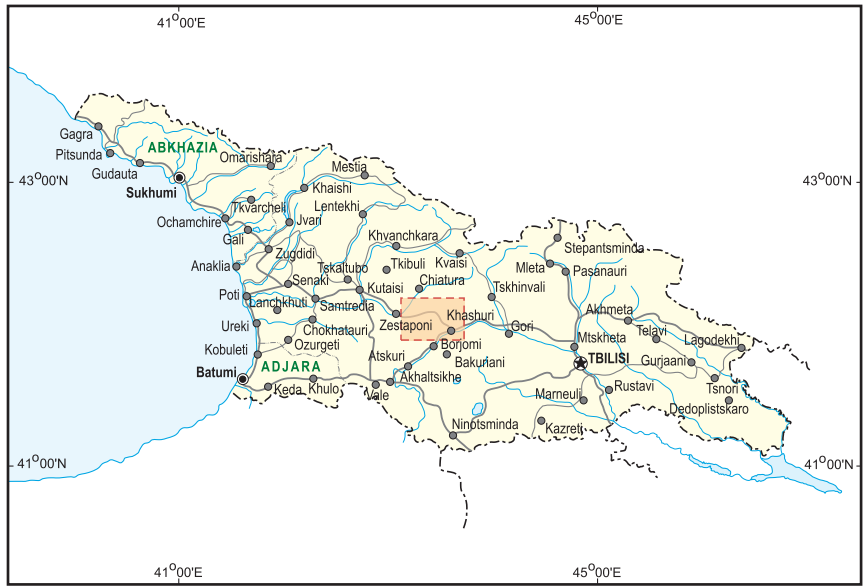 41°00'E
45°00'E
Gagra
Pitsunda
ABKHAZIA
Gudauta
Omarishara
Mestia
43°00'N
43°00'N
Sukhumi
Khaishi
Tkvarcheli
Lentekhi
Ochamchire
Jvari
Gali
Khvanchkara
Stepantsminda
Zugdidi
Anaklia
Tskaltubo
Tkibuli
Kvaisi
Mleta
Pasanauri
Senaki
Chiatura
Kutaisi
Tskhinvali
Poti
Lanchkhuti
Samtredia
Khashuri
Akhmeta
Ureki
Zestaponi
Chokhatauri
Gori
Telavi
Lagodekhi
Mtskheta
Ozurgeti
Kobuleti
Borjomi
Atskuri
TBILISI
Bakuriani
Gurjaani
ADJARA
Batumi
Akhaltsikhe
Keda
Khulo
Vale
Marneuli
Rustavi
Tsnori
Dedoplistskaro
Ninotsminda
Kazreti
41°00'N
41°00'N
41°00'E
45°00'E